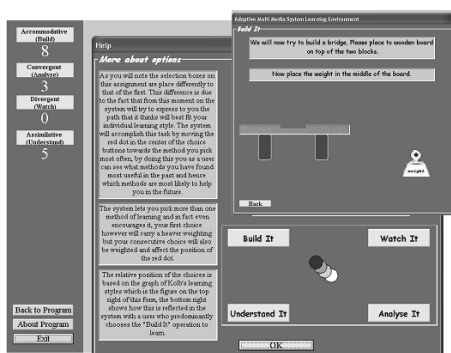 Accommodative
(Build)
8
Convergent
(Analyse)
3
Divergent
(Watch)
0
Assimilative
(Understand)
5
Back to Program
About Program
Exit
Help
More about options
As you will note the selection boxes on
this assignment are place differently to
that of the first. This difference is due
to the fact that from this moment on the
system will try to express to you the
path that it thinks will best fit your
individual learning style. The system
will accomplish this task by moving the
red dot in the center of the choice
buttons towards the method you pick
most often, by doing this you as a user
can see what methods you have found
most useful in the past and hence
which methods are most likely to help
you in the future.
The system lets you pick more than one
method of learning and in fact even
encourages it, your first choice
however will carry a heavier weighting
but your consecutive choice will also
be weighted and affect the position of
the red dot.
The relative position of the choices is
based on the graph of Kolb's learning
styles which is the figure on the top
right of this form, the bottom right
shows how this is reflected in the
system with a user who predominantly
chooses the "Build It" operation to
learn.
Adaptive Multi Media System Learning Environment
Build It
We will now try to build a bridge. Please place to wooden board
on top of the two blocks.
Now place the weight in the middle of the board.
weight
Back
Build It
Watch It
Understand It
Analyse It
OK